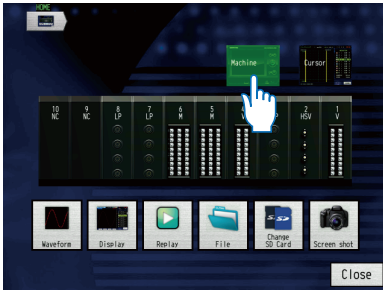 HOME
Machine Cursor
10 9 8 7 6 5 2 1
NC NC LP LP M M HSV V
Waveform Display Replay File Change SD Card Screen shot
Close